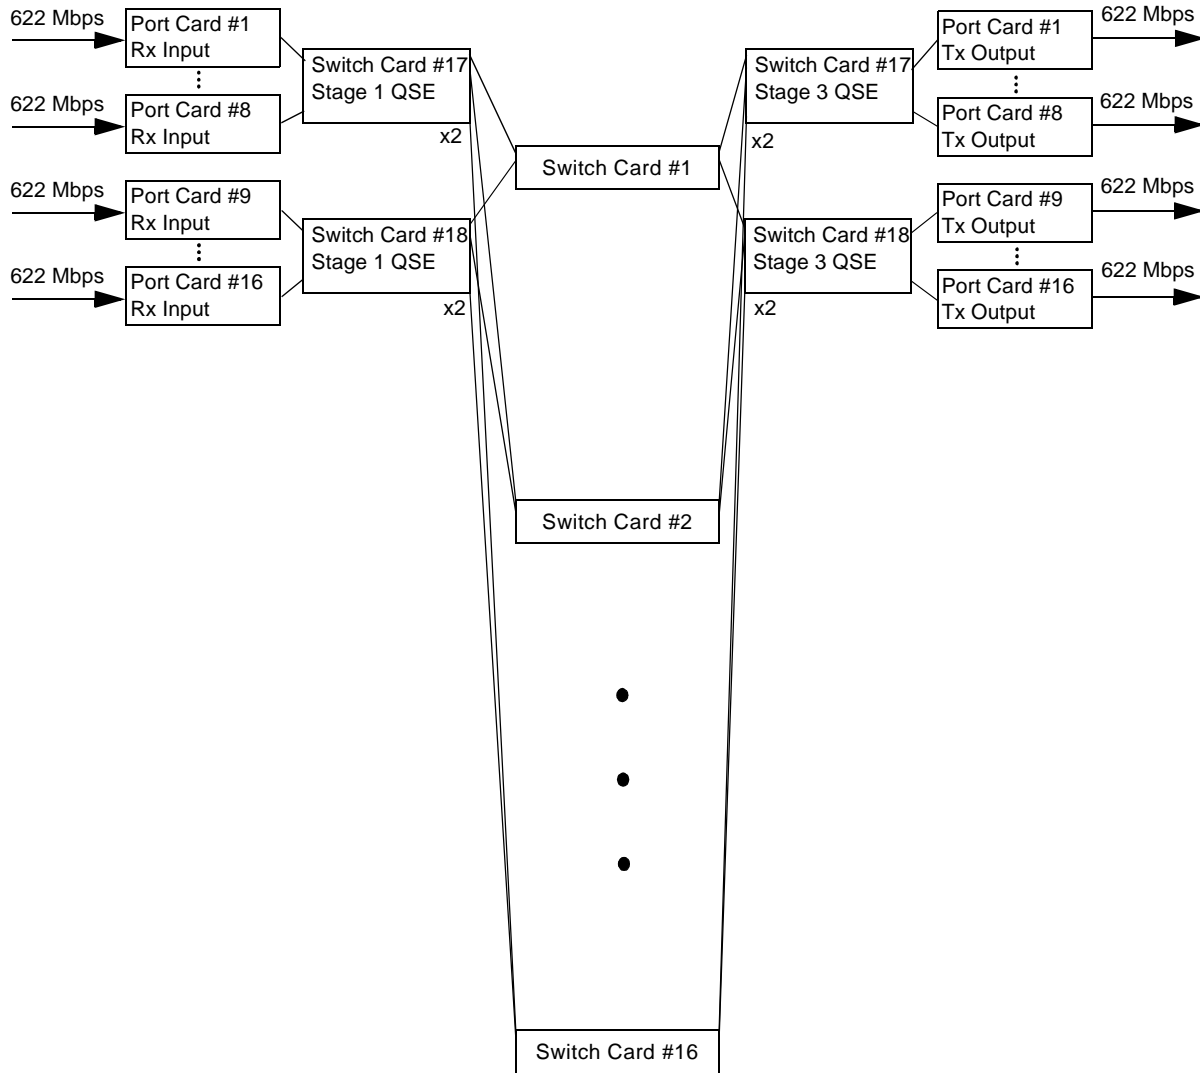 622 Mbps
Port Card #1
Rx Input
622 Mbps
Port Card #8
Rx Input
Switch Card #17
Stage 1 QSE
x2
622 Mbps
Port Card #9
Rx Input
622 Mbps
Port Card #16
Rx Input
Switch Card #18
Stage 1 QSE
x2
Switch Card #1
Switch Card #2
Switch Card #16
Switch Card #17
Stage 3 QSE
x2
Port Card #1
Tx Output
622 Mbps
Port Card #8
Tx Output
622 Mbps
Switch Card #18
Stage 3 QSE
x2
Port Card #9
Tx Output
622 Mbps
Port Card #16
Tx Output
622 Mbps